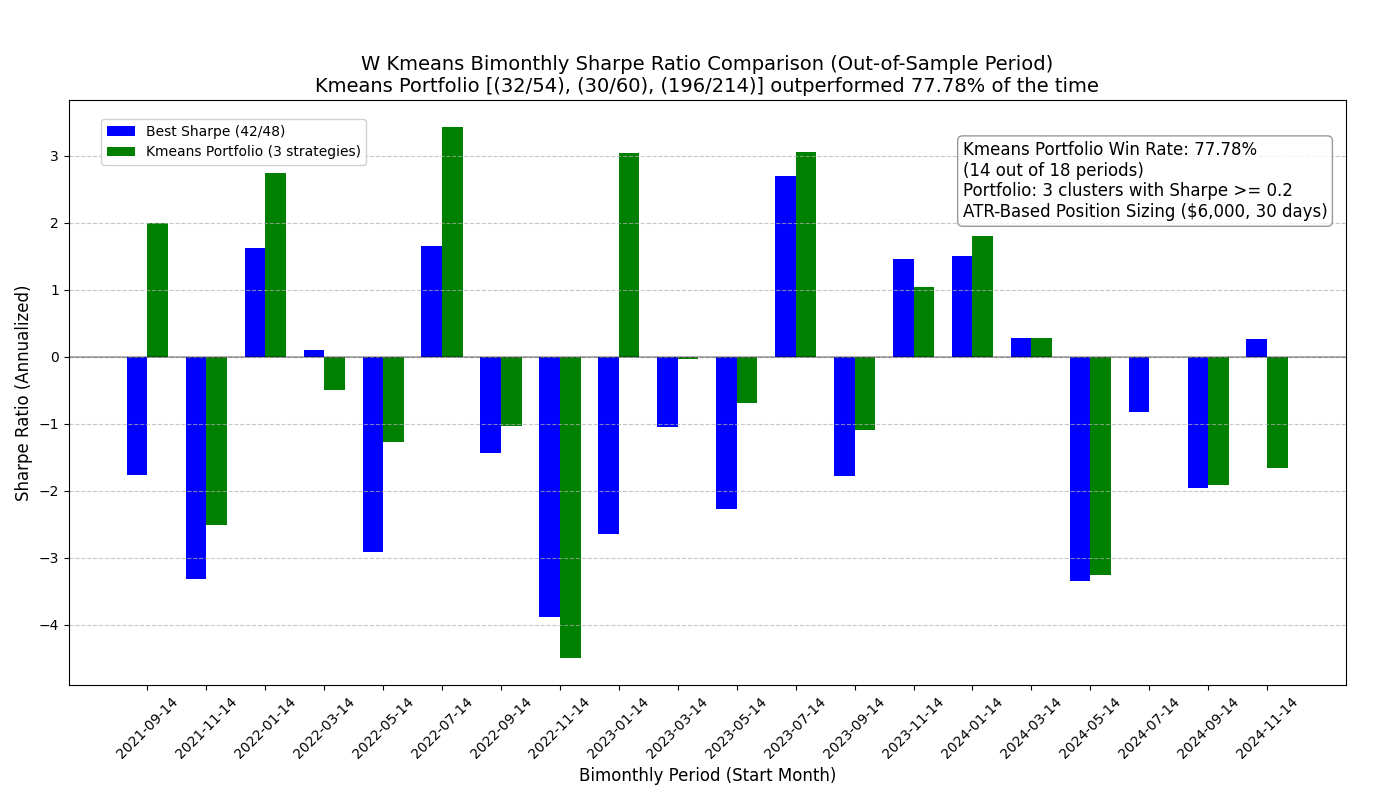 W Kmeans Bimonthly Sharpe Ratio Comparison (Out-of-Sample Period)
Kmeans Portfolio [(32/54), (30/60), (196/214)] outperformed 77.78% of the time
Best Sharpe (42/48)
Kmeans Portfolio (3 strategies)
Kmeans Portfolio Win Rate: 77.78%
(14 out of 18 periods)
Portfolio: 3 clusters with Sharpe >= 0.2
ATR-Based Position Sizing ($6,000, 30 days)
Sharpe Ratio (Annualized)
3
2
1
0
−1
−2
−3
−4
2021-09-14
2021-11-14
2022-01-14
2022-03-14
2022-05-14
2022-07-14
2022-09-14
2022-11-14
2023-01-14
2023-03-14
2023-05-14
2023-07-14
2023-09-14
2023-11-14
2024-01-14
2024-03-14
2024-05-14
2024-07-14
2024-09-14
2024-11-14
Bimonthly Period (Start Month)